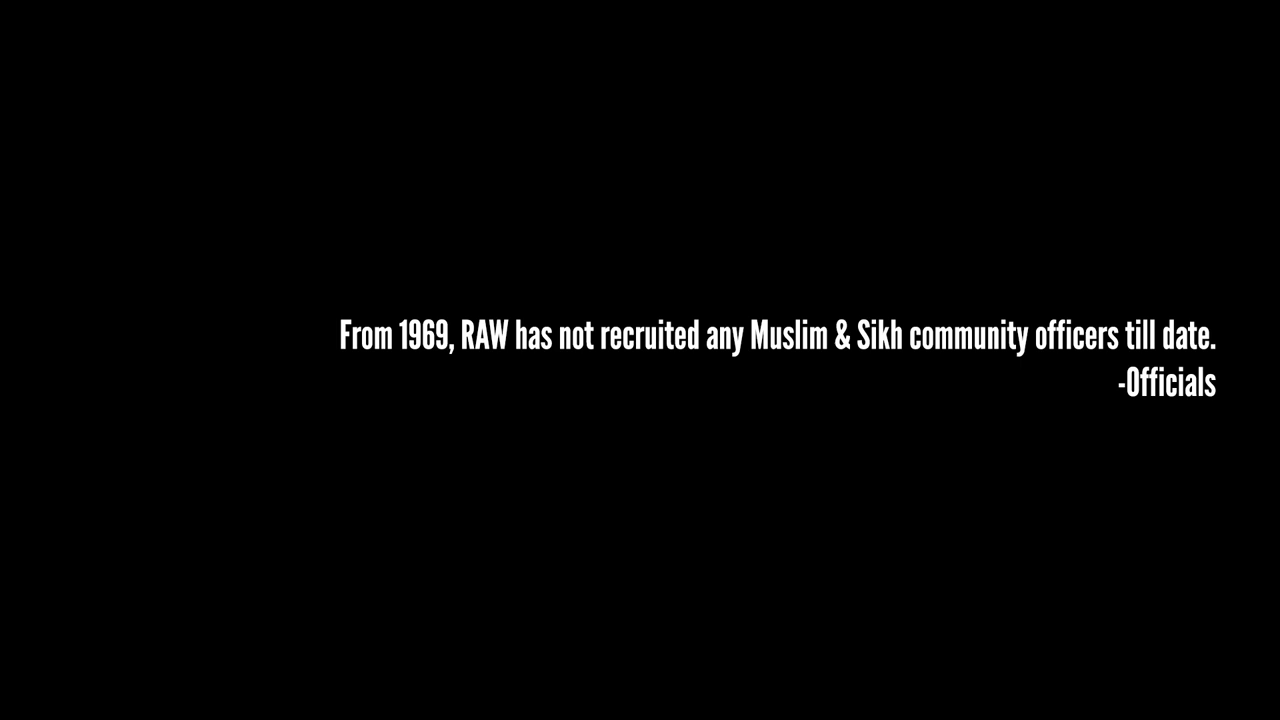 From 1969, RAW has not recruited any Muslim & Sikh community officers till date.
-Officials